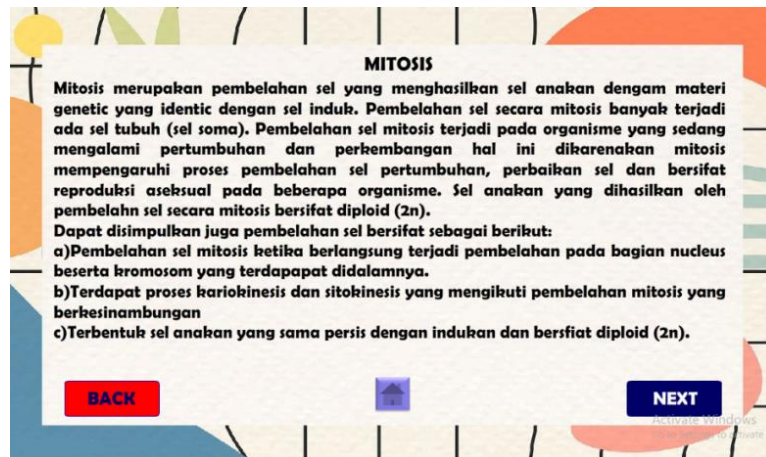 MITOSIS
Mitosis merupakan pembelahan sel yang menghasilkan sel anakan dengam materi
genetic yang identic dengan sel induk. Pembelahan sel secara mitosis banyak terjadi
ada sel tubuh (sel soma). Pembelahan sel mitosis terjadi pada organisme yang sedang
mengalami pertumbuhan dan perkembangan hal ini dikarenakan mitosis
mempengaruhi proses pembelahan sel pertumbuhan, perbaikan sel dan bersifat
reproduksi aseksual pada beberapa organisme. Sel anakan yang dihasilkan oleh
pembelahn sel secara mitosis bersifat diploid (2n).
Dapat disimpulkan juga pembelahan sel bersifat sebagai berikut:
a)Pembelahan sel mitosis ketika berlangsung terjadi pembelahan pada bagian nucleus
beserta kromosom yang terdapapat didalamnya.
b)Terdapat proses kariokinesis dan sitokinesis yang mengikuti pembelahan mitosis yang
berkesinambungan
c)Terbentuk sel anakan yang sama persis dengan indukan dan bersfiat diploid (2n).
BACK
NEXT
Activate Windows